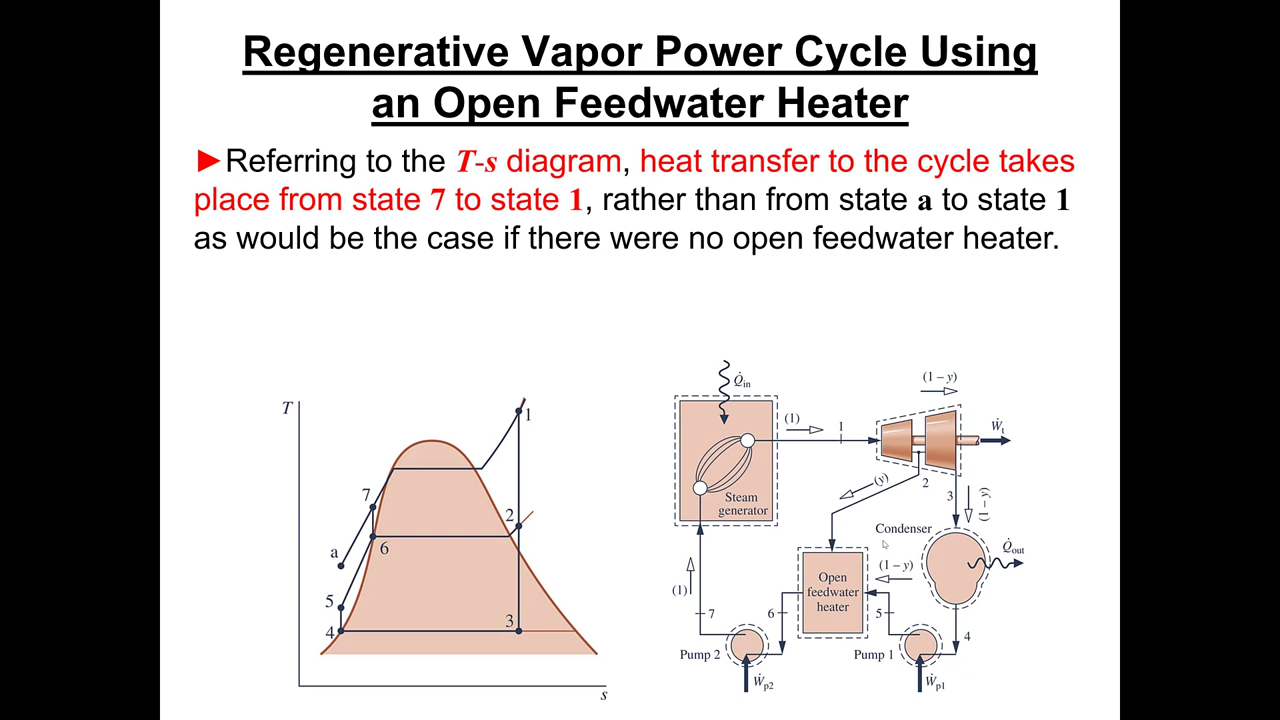 Regenerative Vapor Power Cycle Using
an Open Feedwater Heater
►Referring to the T-s diagram, heat transfer to the cycle takes
place from state 7 to state 1, rather than from state a to state 1
as would be the case if there were no open feedwater heater.
T
1
7
2
a
6
5
4
3
s
Q̇in
(1 – y)
(1)
1
Ẇt
(y)
2
3
(1–y)
Steam
generator
Condenser
Q̇out
(1 – y)
Open
feedwater
heater
(1)
7
6
5
4
Pump 2
Pump 1
Ẇp2
Ẇp1